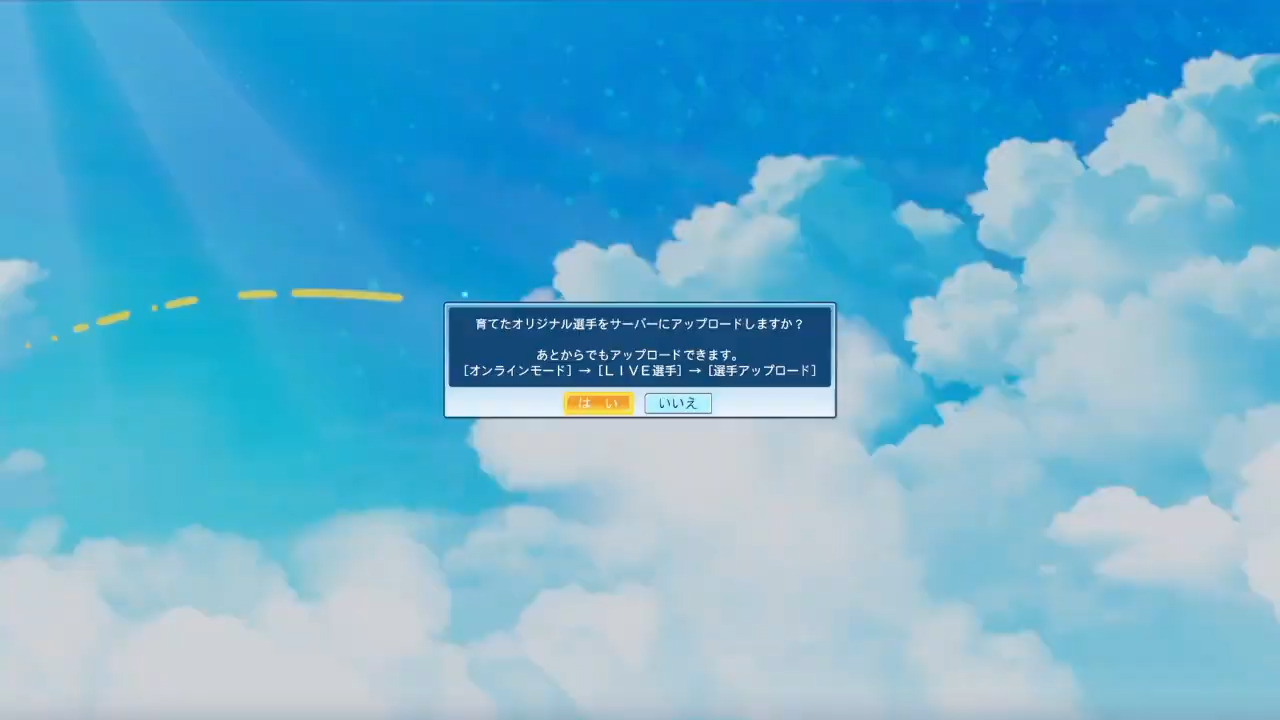 育てたオリジナル選手をサーバーにアップロードしますか？
あとからでもアップロードできます。
［オンラインモード］→［ＬＩＶＥ選手］→［選手アップロード］
は　い
いいえ